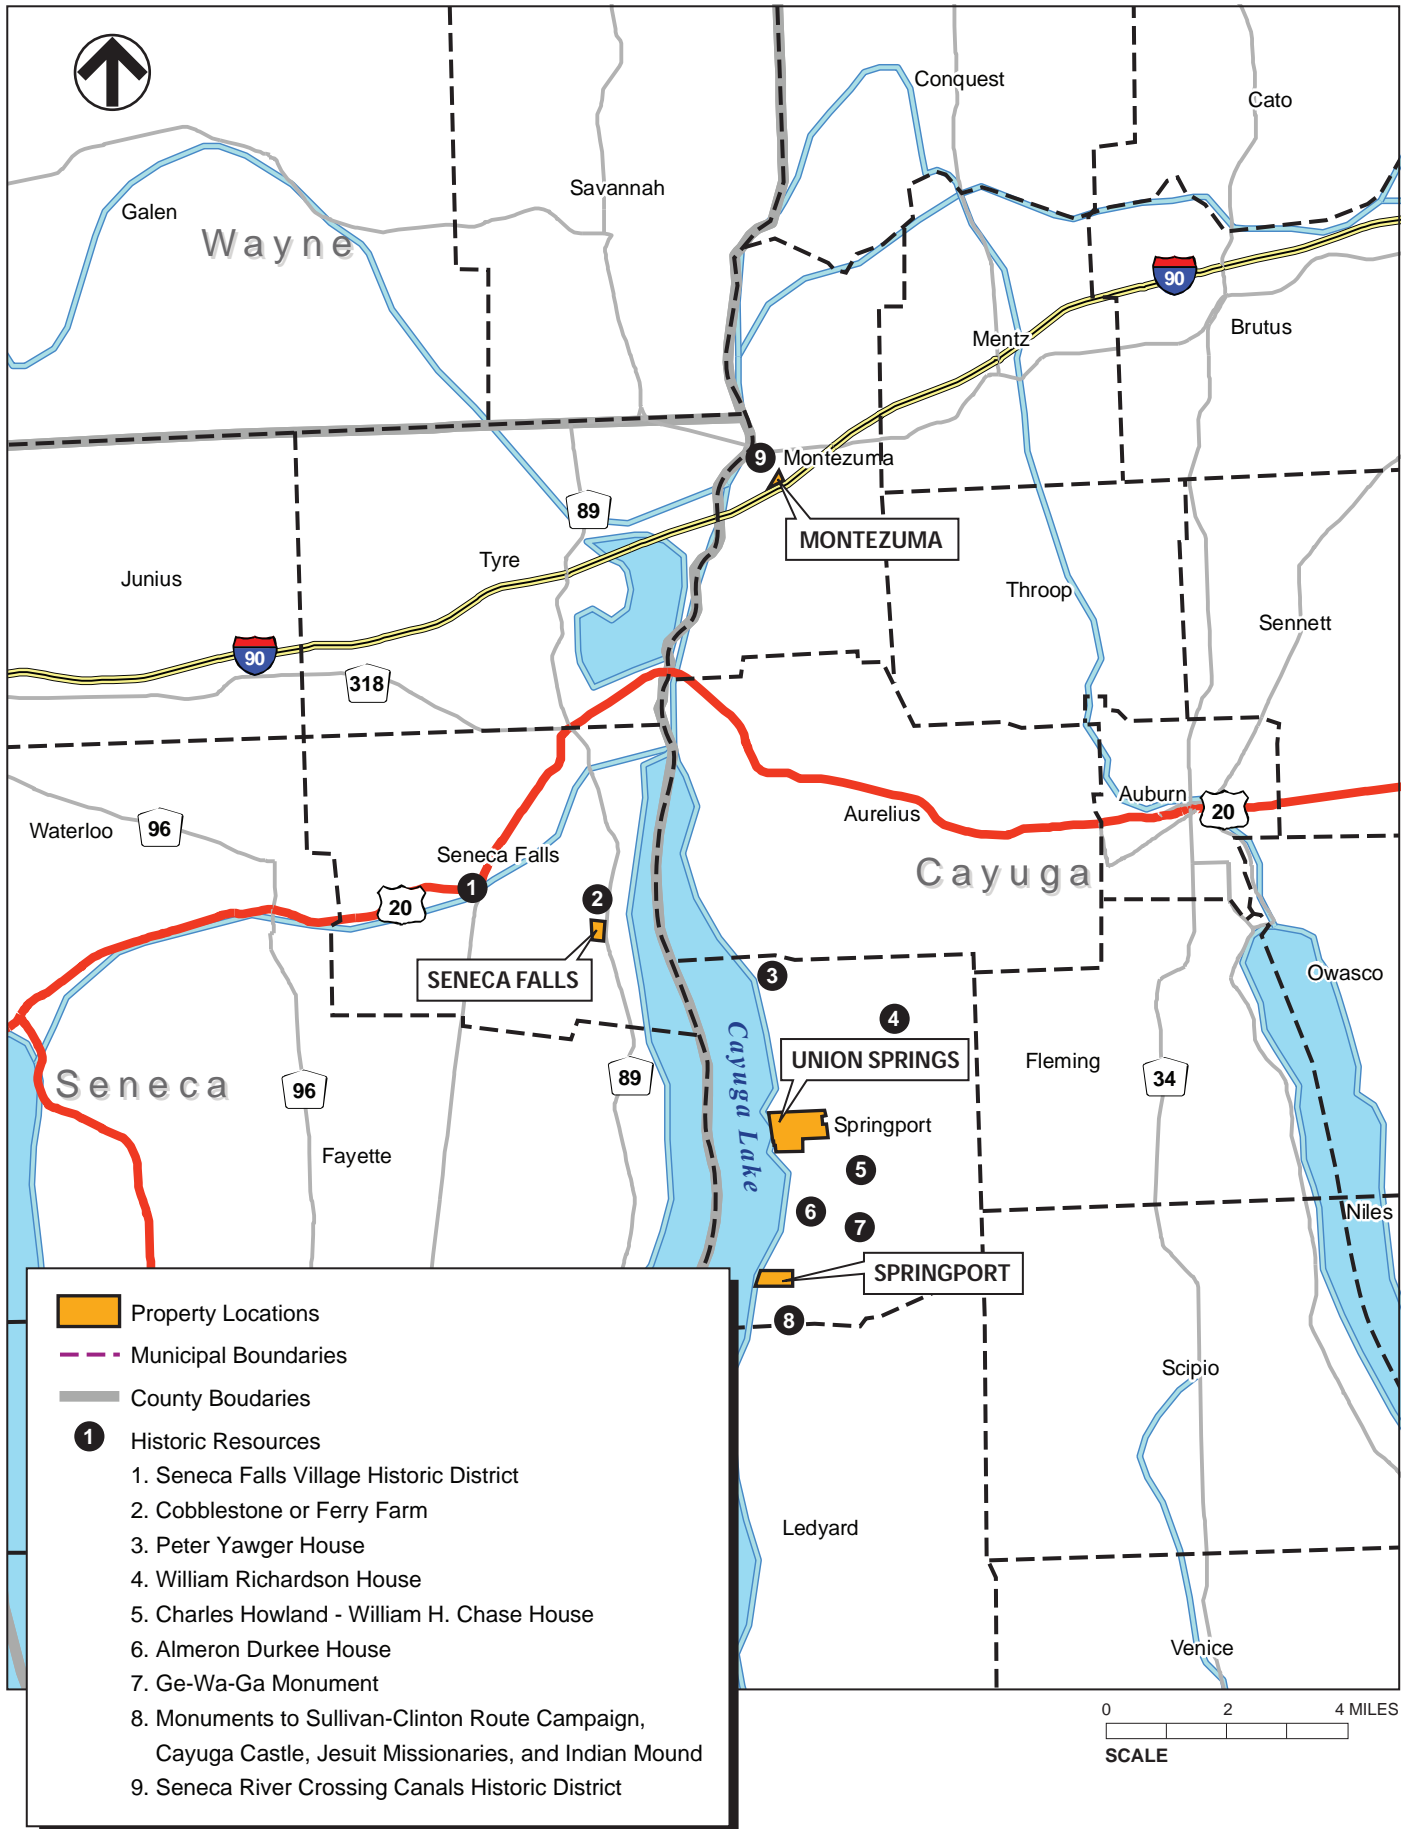 Conquest
Cato
Savannah
Galen
Wayne
90
Brutus
Mentz
9 Montezuma
89
MONTEZUMA
Tyre
Junius
Throop
Sennett
90
318
Auburn
20
Aurelius
Waterloo
96
Seneca Falls
Cayuga
1
2
20
SENECA FALLS
3
Owasco
4
Cayuga Lake
UNION SPRINGS
Fleming
34
Seneca
96
89
Springport
Fayette
5
6
7
Niles
SPRINGPORT
8
Scipio
Ledyard
Venice
Property Locations
Municipal Boundaries
County Boudaries
1 Historic Resources
1. Seneca Falls Village Historic District
2. Cobblestone or Ferry Farm
3. Peter Yawger House
4. William Richardson House
5. Charles Howland - William H. Chase House
6. Almeron Durkee House
7. Ge-Wa-Ga Monument
8. Monuments to Sullivan-Clinton Route Campaign,
Cayuga Castle, Jesuit Missionaries, and Indian Mound
9. Seneca River Crossing Canals Historic District
0 2 4 MILES
SCALE